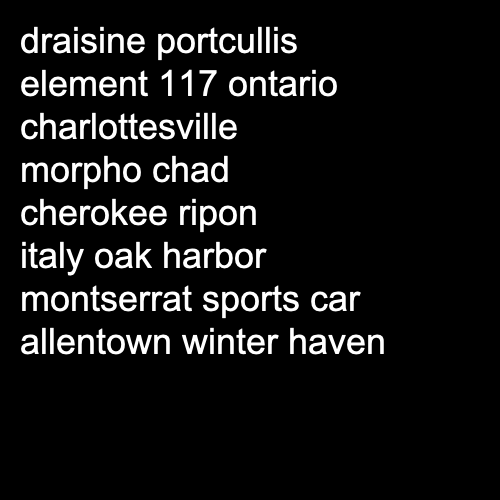 draisine portcullis
element 117 ontario
charlottesville
morpho chad
cherokee ripon
italy oak harbor
montserrat sports car
allentown winter haven